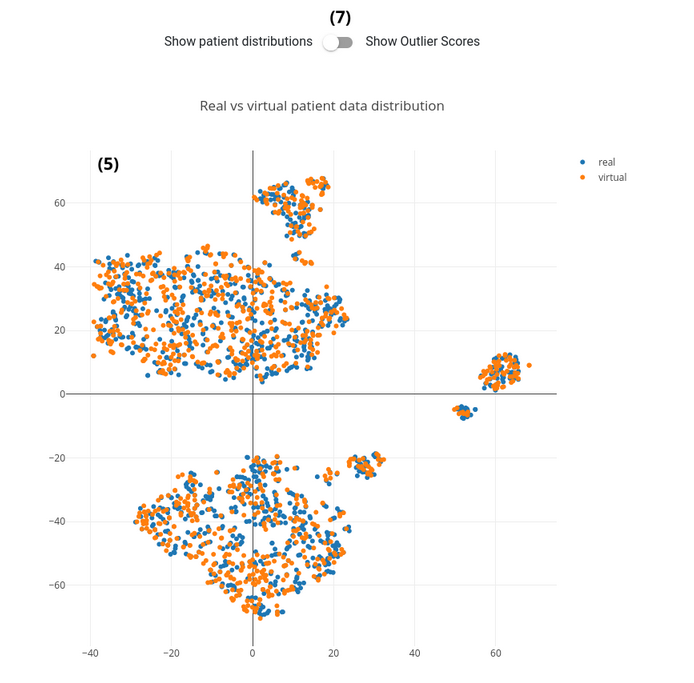 (7)
Show patient distributions Show Outlier Scores
Real vs virtual patient data distribution
(5)
real
virtual
60
40
20
0
−20
−40
−60
−40 −20 0 20 40 60